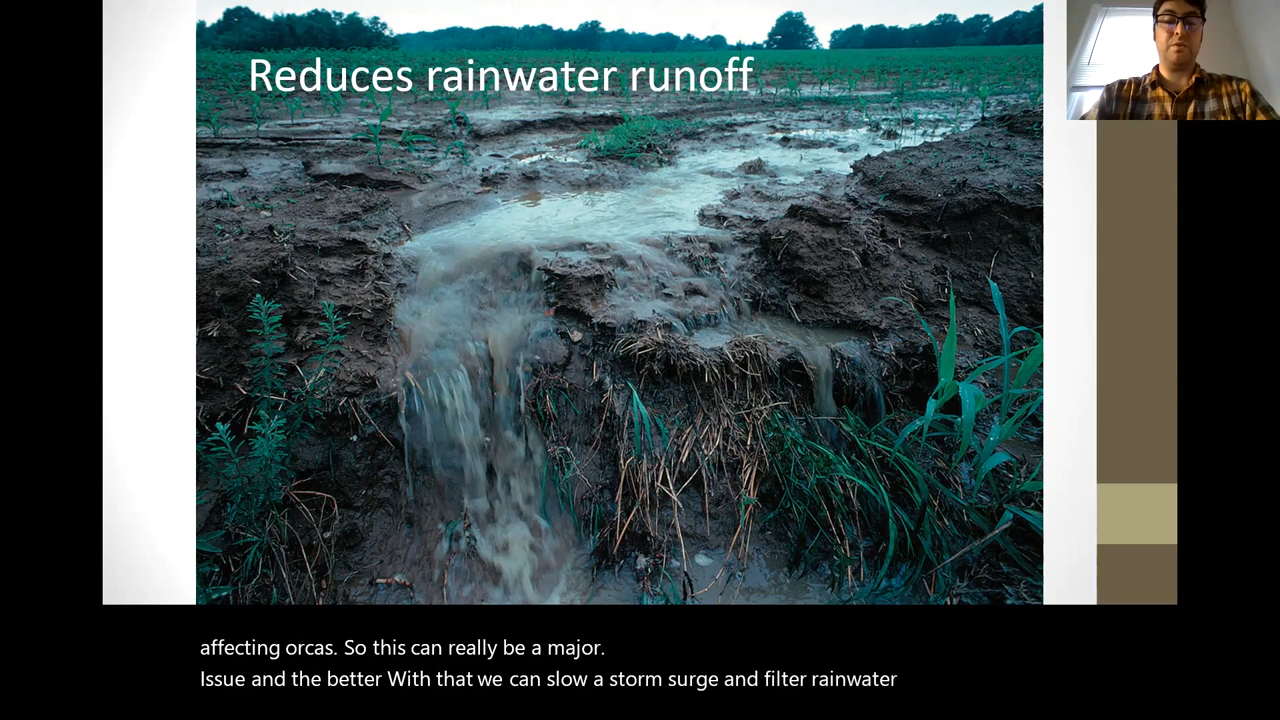 Reduces rainwater runoff
affecting orcas. So this can really be a major.
Issue and the better With that we can slow a storm surge and filter rainwater